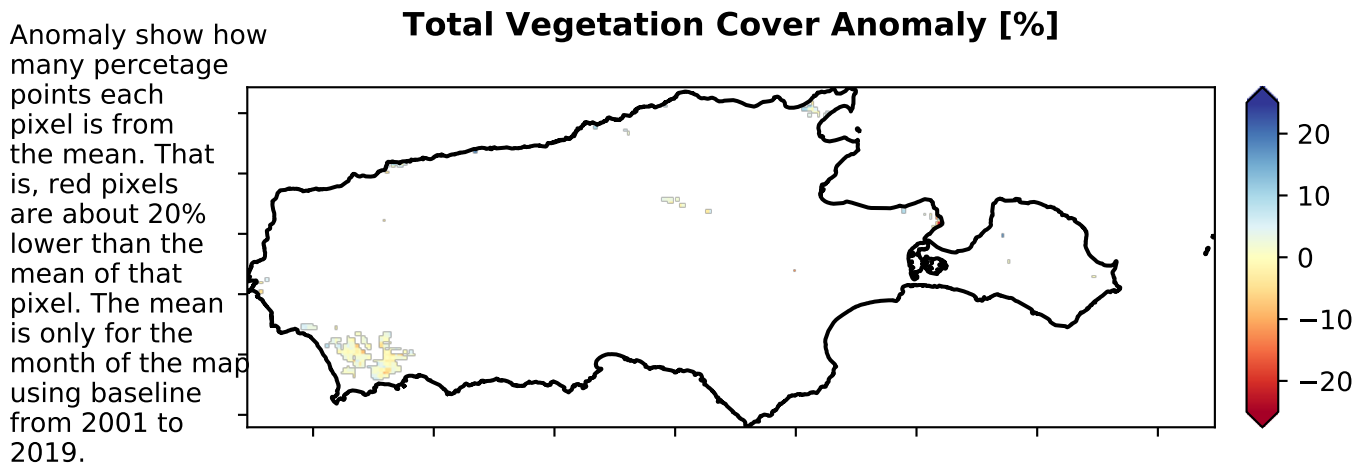 Total Vegetation Cover Anomaly [%]
Anomaly show how
many percetage
points each
pixel is from
the mean. That
is, red pixels
are about 20%
lower than the
mean of that
pixel. The mean
is only for the
month of the map
using baseline
from 2001 to
2019.
20
10
0
−10
−20